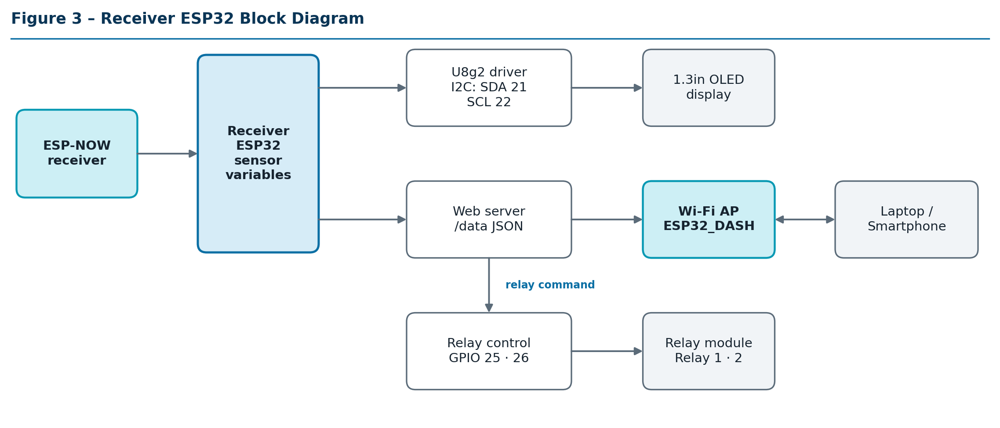 Figure 3 – Receiver ESP32 Block Diagram
ESP-NOW
receiver
Receiver
ESP32
sensor
variables
U8g2 driver
I2C: SDA 21
SCL 22
1.3in OLED
display
Web server
/data JSON
Wi-Fi AP
ESP32_DASH
Laptop /
Smartphone
relay command
Relay control
GPIO 25 · 26
Relay module
Relay 1 · 2